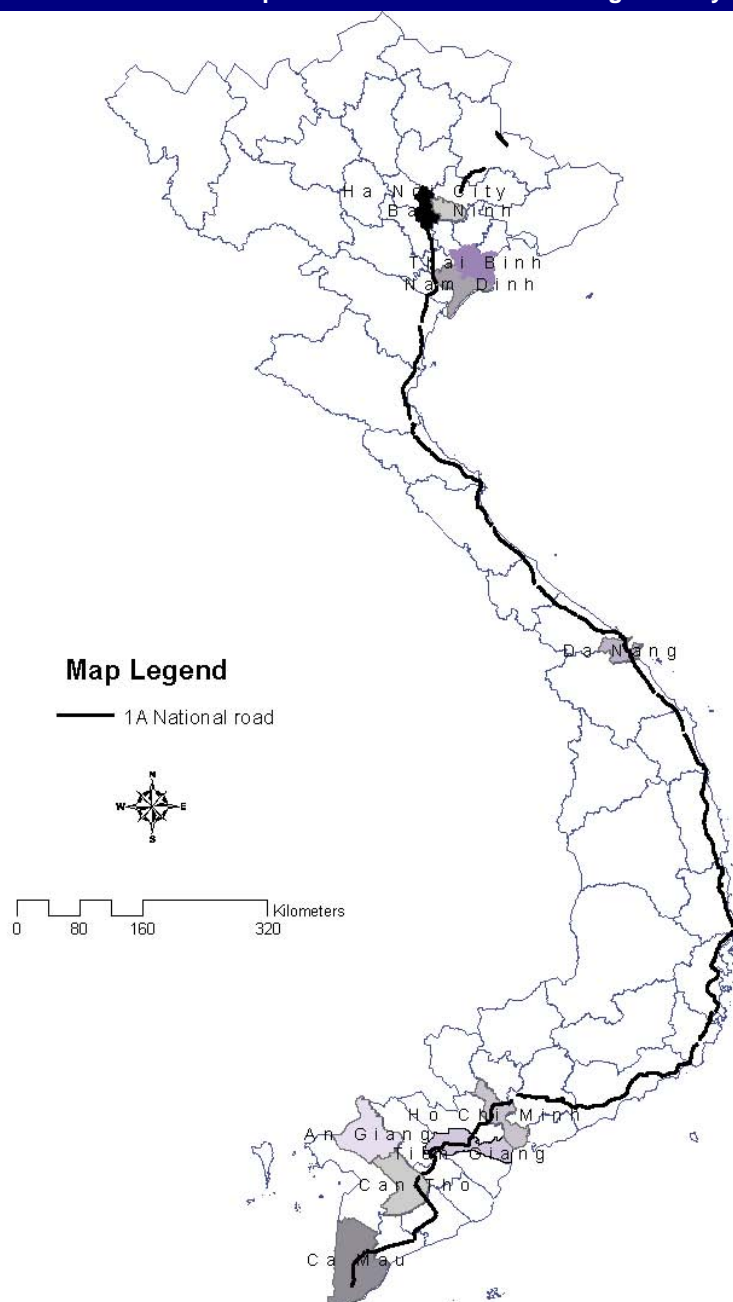 Ha Noi City
Bac Ninh
Thai Binh
Nam Dinh
Da Nang
Map Legend
1A National road
N
W E
S
Kilometers
0 80 160 320
Ho Chi Minh
An Giang
Tien Giang
Can Tho
Ca Mau